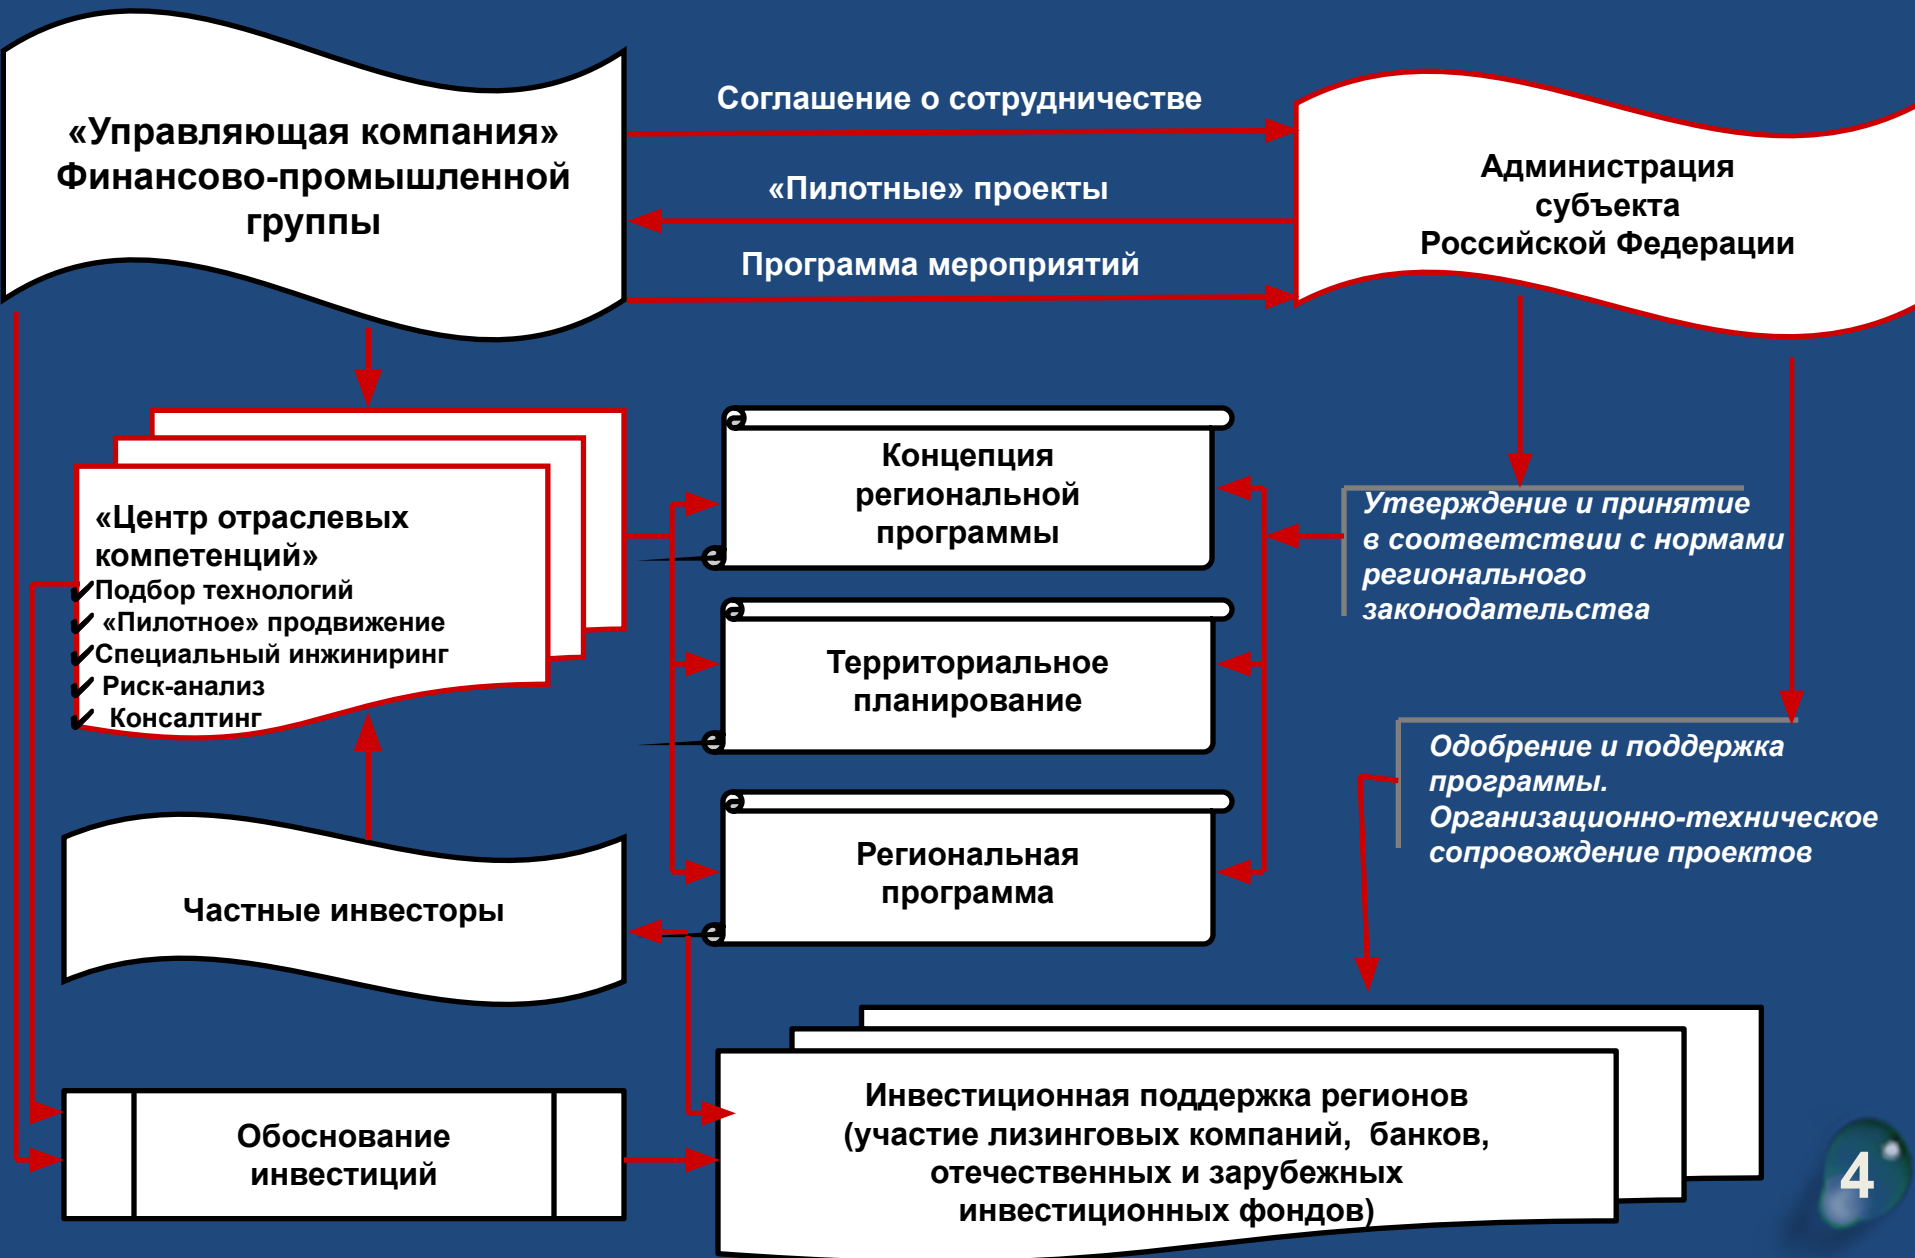 «Управляющая компания»
Финансово-промышленной
группы
Соглашение о сотрудничестве
«Пилотные» проекты
Программа мероприятий
Администрация
субъекта
Российской Федерации
«Центр отраслевых
компетенций»
✔Подбор технологий
✔ «Пилотное» продвижение
✔Специальный инжиниринг
✔ Риск-анализ
✔ Консалтинг
Концепция
региональной
программы
Территориальное
планирование
Региональная
программа
Утверждение и принятие
в соответствии с нормами
регионального
законодательства
Одобрение и поддержка
программы.
Организационно-техническое
сопровождение проектов
Частные инвесторы
Обоснование
инвестиций
Инвестиционная поддержка регионов
(участие лизинговых компаний, банков,
отечественных и зарубежных
инвестиционных фондов)
4